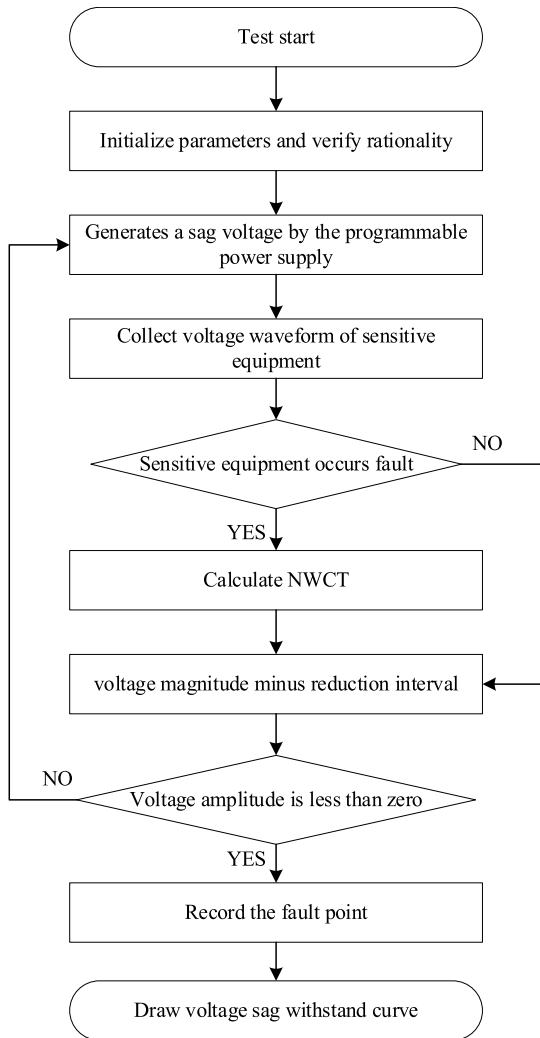 Test start
Initialize parameters and verify rationality
Generates a sag voltage by the programmable
power supply
Collect voltage waveform of sensitive
equipment
Sensitive equipment occurs fault
NO
YES
Calculate NWCT
voltage magnitude minus reduction interval
NO
Voltage amplitude is less than zero
YES
Record the fault point
Draw voltage sag withstand curve